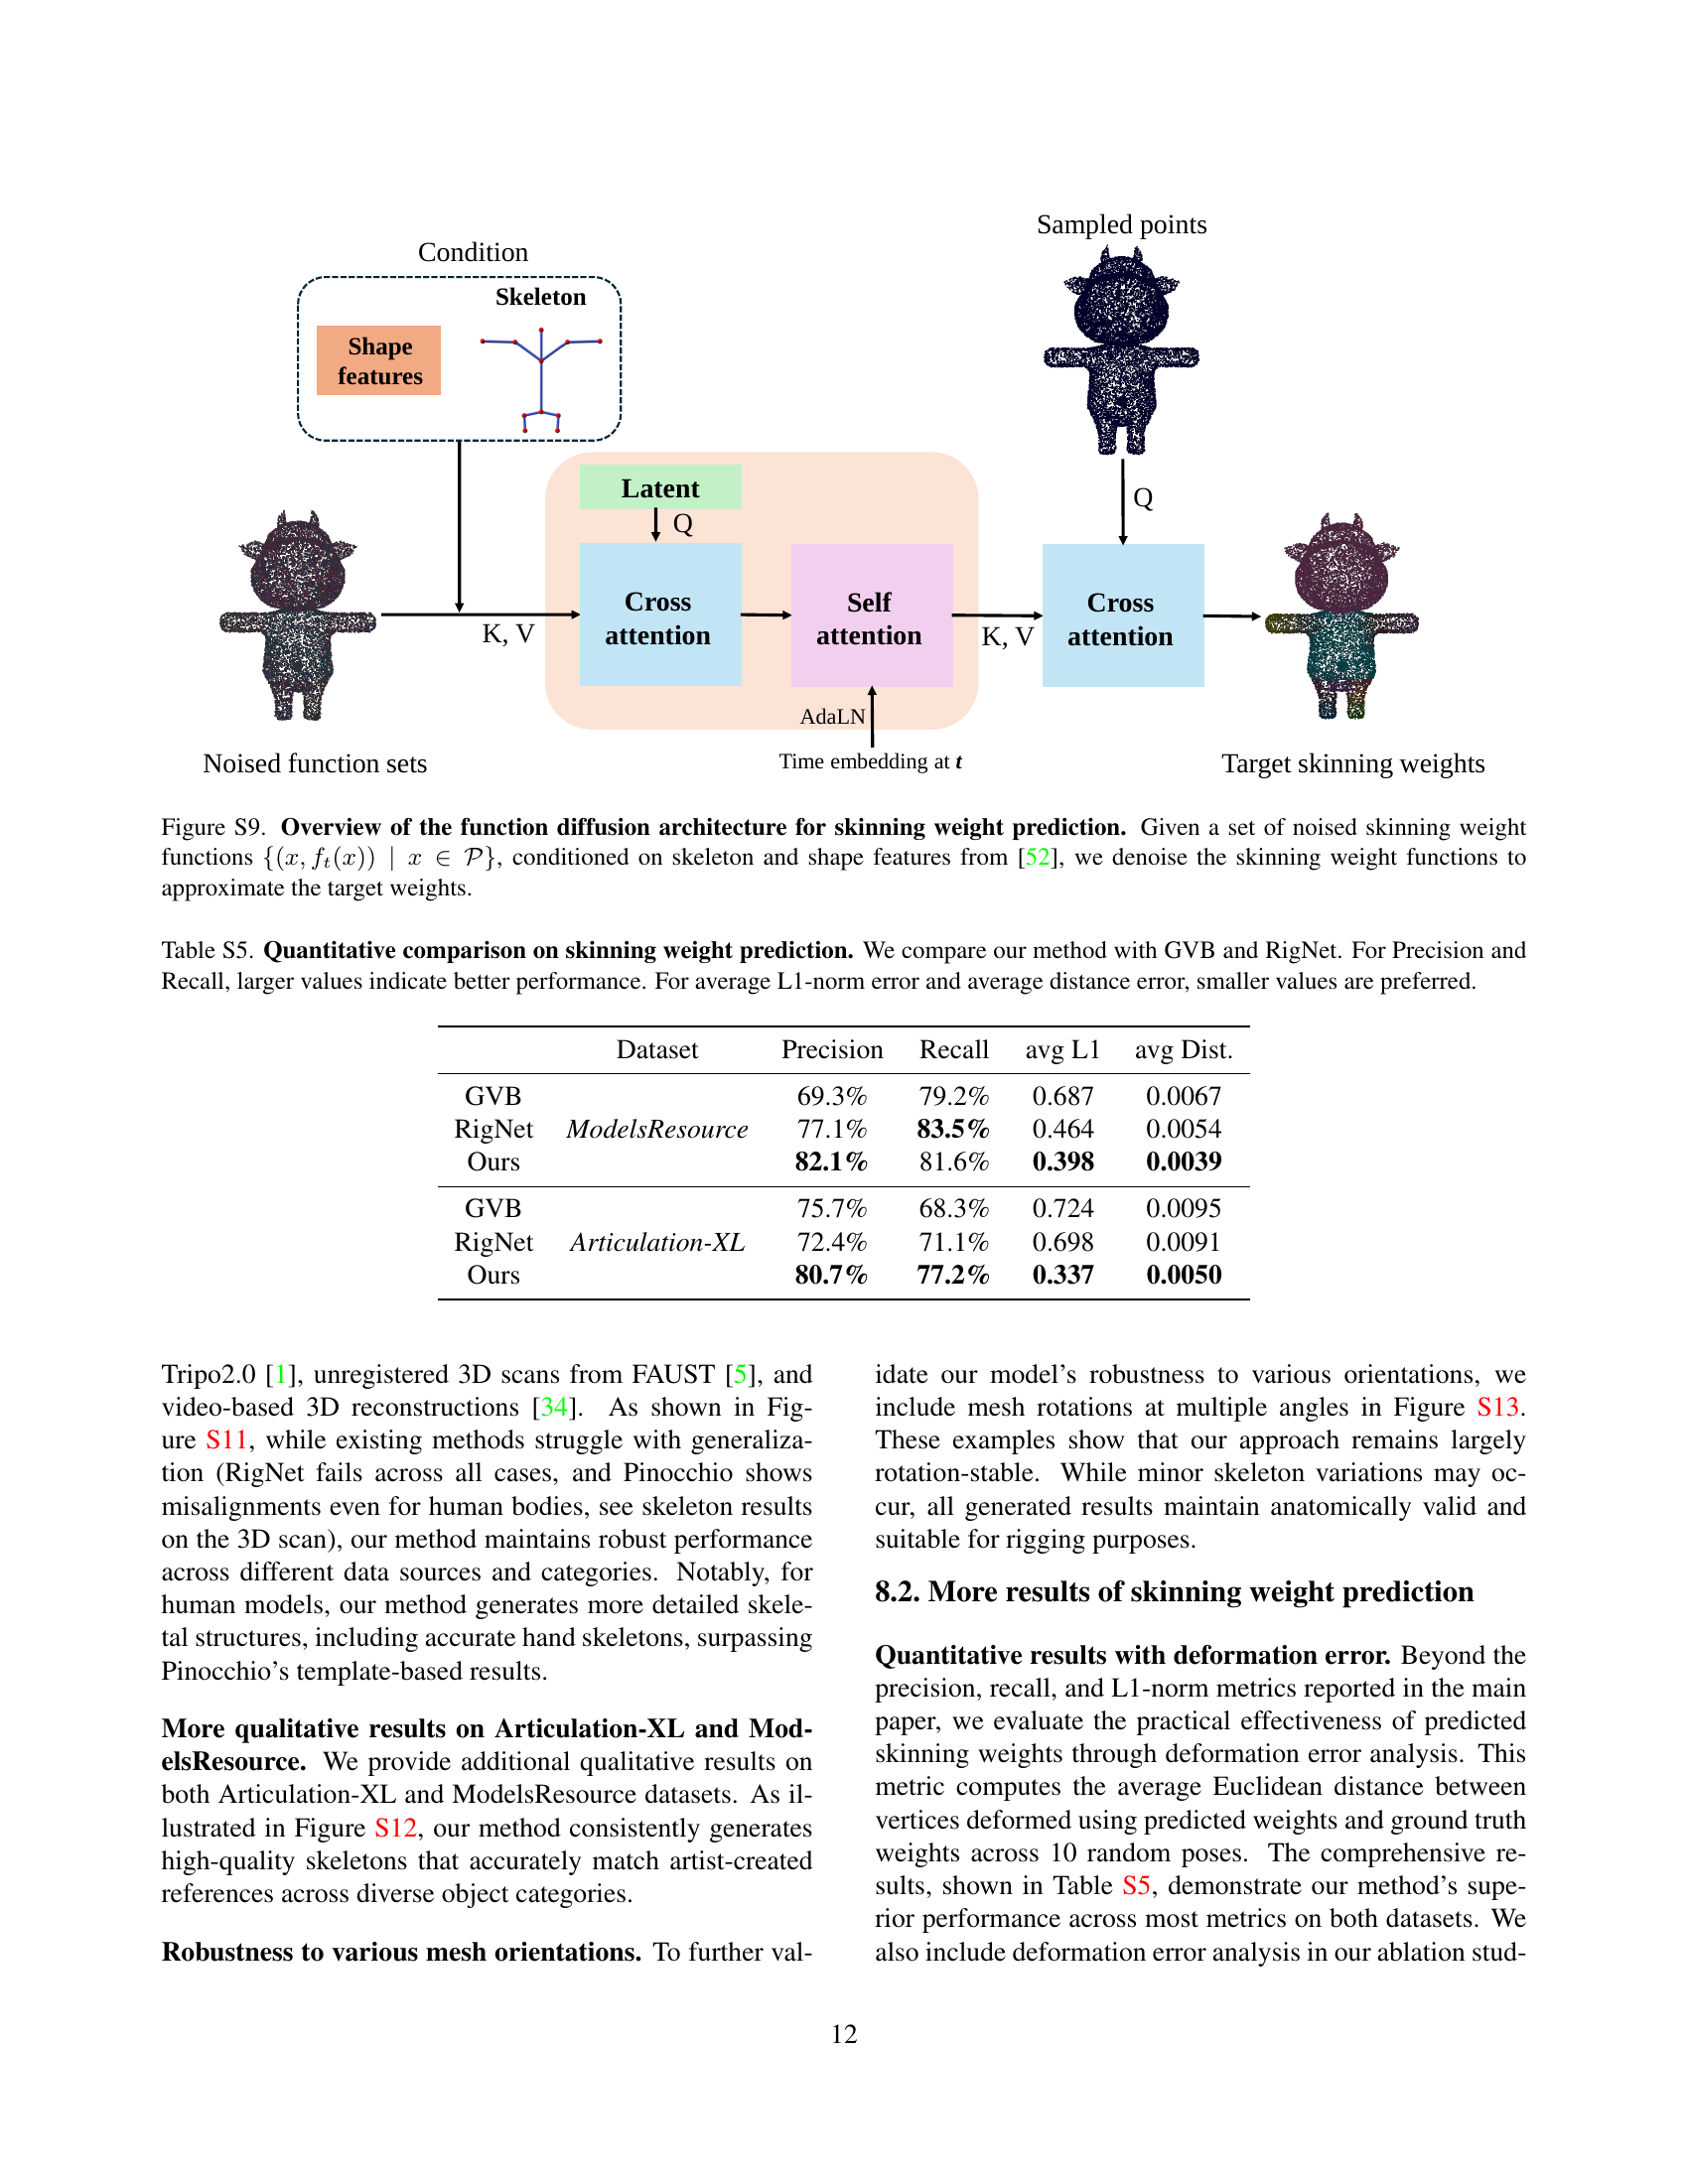 Sampled points
Condition
Skeleton
Shape
features
Latent
Q
Q
Cross
attention
Self
attention
Cross
attention
K, V
K, V
AdaLN
Time embedding at t
Noised function sets
Target skinning weights
Figure S9. Overview of the function diffusion architecture for skinning weight prediction. Given a set of noised skinning weight
functions {(x, f_t(x)) | x ∈ P}, conditioned on skeleton and shape features from [52], we denoise the skinning weight functions to
approximate the target weights.
Table S5. Quantitative comparison on skinning weight prediction. We compare our method with GVB and RigNet. For Precision and
Recall, larger values indicate better performance. For average L1-norm error and average distance error, smaller values are preferred.
Dataset Precision Recall avg L1 avg Dist.
GVB 69.3% 79.2% 0.687 0.0067
RigNet ModelsResource 77.1% 83.5% 0.464 0.0054
Ours 82.1% 81.6% 0.398 0.0039
GVB 75.7% 68.3% 0.724 0.0095
RigNet Articulation-XL 72.4% 71.1% 0.698 0.0091
Ours 80.7% 77.2% 0.337 0.0050
Tripo2.0 [1], unregistered 3D scans from FAUST [5], and
video-based 3D reconstructions [34]. As shown in Fig-
ure S11, while existing methods struggle with generaliza-
tion (RigNet fails across all cases, and Pinocchio shows
misalignments even for human bodies, see skeleton results
on the 3D scan), our method maintains robust performance
across different data sources and categories. Notably, for
human models, our method generates more detailed skele-
tal structures, including accurate hand skeletons, surpassing
Pinocchio's template-based results.
More qualitative results on Articulation-XL and Mod-
elsResource. We provide additional qualitative results on
both Articulation-XL and ModelsResource datasets. As il-
lustrated in Figure S12, our method consistently generates
high-quality skeletons that accurately match artist-created
references across diverse object categories.
Robustness to various mesh orientations. To further val-
idate our model's robustness to various orientations, we
include mesh rotations at multiple angles in Figure S13.
These examples show that our approach remains largely
rotation-stable. While minor skeleton variations may oc-
cur, all generated results maintain anatomically valid and
suitable for rigging purposes.
8.2. More results of skinning weight prediction
Quantitative results with deformation error. Beyond the
precision, recall, and L1-norm metrics reported in the main
paper, we evaluate the practical effectiveness of predicted
skinning weights through deformation error analysis. This
metric computes the average Euclidean distance between
vertices deformed using predicted weights and ground truth
weights across 10 random poses. The comprehensive re-
sults, shown in Table S5, demonstrate our method's supe-
rior performance across most metrics on both datasets. We
also include deformation error analysis in our ablation stud-
12